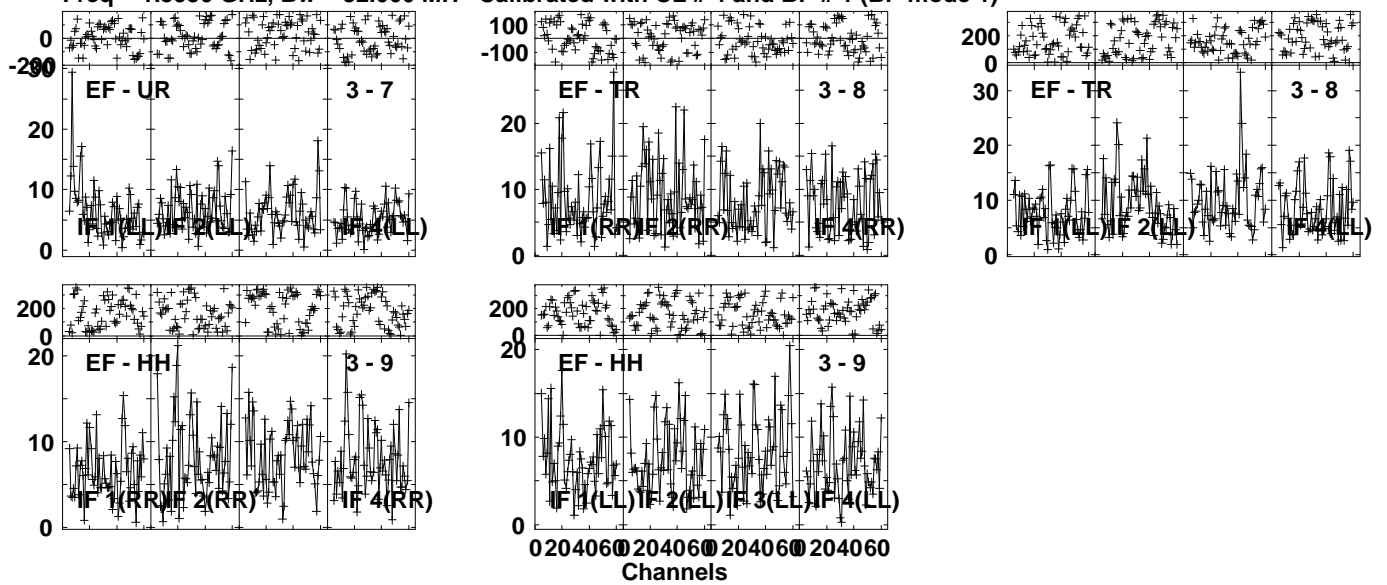 Calibrated with CL # 4 and BP # 1 (BP mode 1)
0
-200
100
-100
200
0
30
20
10
0
EF - UR
3 - 7
IF 1(LL)
IF 2(LL)
IF 4(LL)
20
10
0
EF - TR
3 - 8
IF 1(RR)
IF 2(RR)
IF 4(RR)
30
20
10
0
EF - TR
3 - 8
IF 1(LL)
IF 2(LL)
IF 4(LL)
200
0
200
0
20
10
0
EF - HH
3 - 9
IF 1(RR)
IF 2(RR)
IF 4(RR)
20
10
0
EF - HH
3 - 9
IF 1(LL)
IF 2(LL)
IF 3(LL)
IF 4(LL)
0 20 40 60 0 20 40 60 0 20 40 60 0 20 40 60
Channels